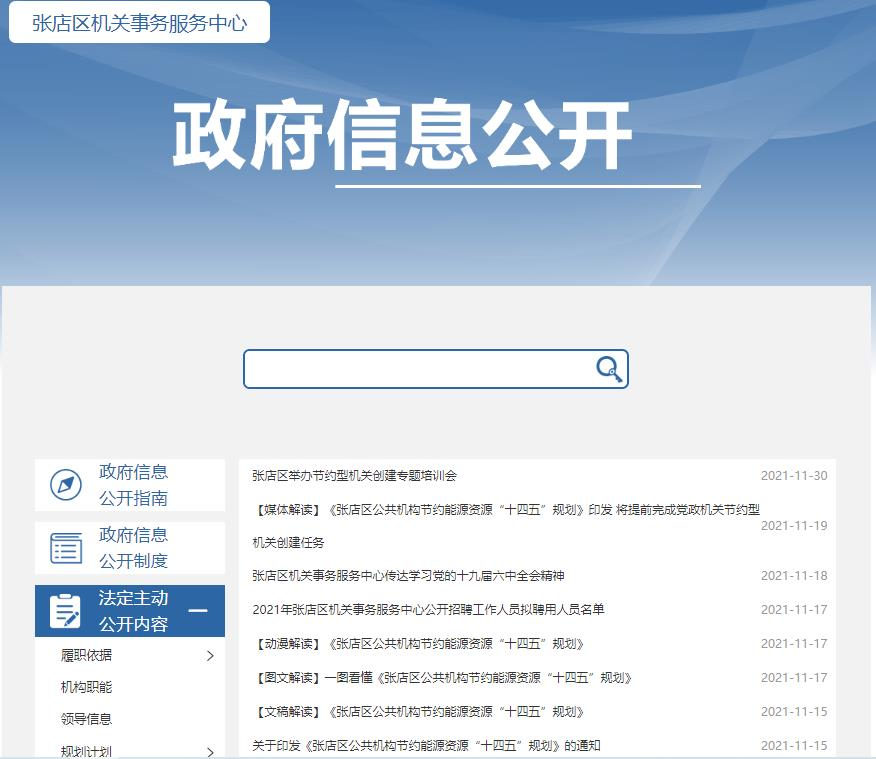 张店区机关事务服务中心
政府信息公开
政府信息
公开指南
政府信息
公开制度
法定主动
公开内容
履职依据
机构职能
领导信息
规划计划
张店区举办节约型机关创建专题培训会 2021-11-30
【媒体解读】《张店区公共机构节约能源资源“十四五”规划》印发 将提前完成党政机关节约型
机关创建任务 2021-11-19
张店区机关事务服务中心传达学习党的十九届六中全会精神 2021-11-18
2021年张店区机关事务服务中心公开招聘工作人员拟聘用人员名单 2021-11-17
【动漫解读】《张店区公共机构节约能源资源“十四五”规划》 2021-11-17
【图文解读】一图看懂《张店区公共机构节约能源资源“十四五”规划》 2021-11-17
【文稿解读】《张店区公共机构节约能源资源“十四五”规划》 2021-11-15
关于印发《张店区公共机构节约能源资源“十四五”规划》的通知 2021-11-15